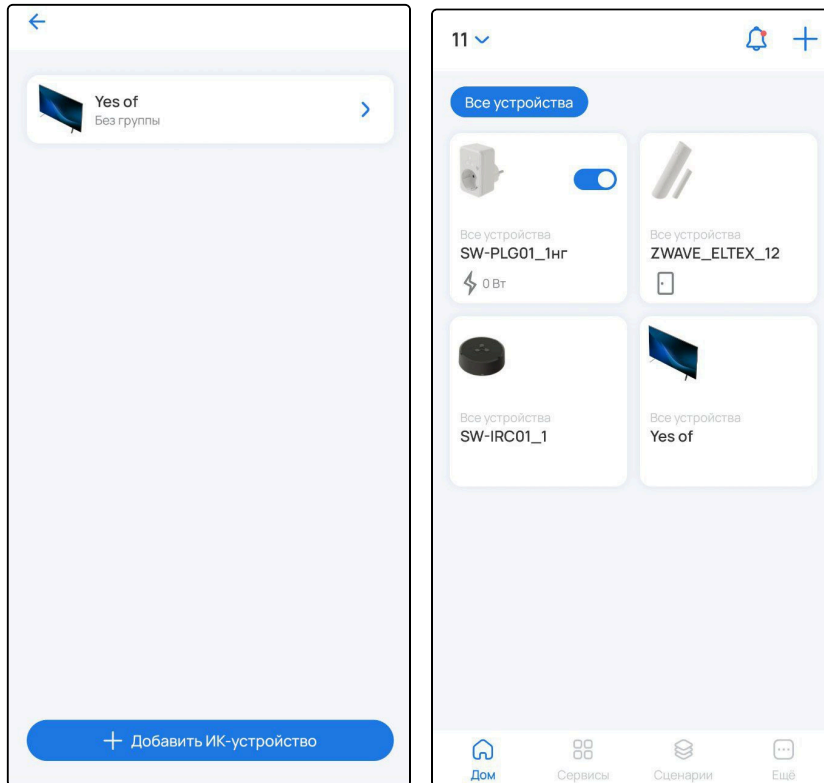 Yes of
Без группы
Добавить ИК-устройство
11
Все устройства
Все устройства
SW-PLG01_1нг
0 Вт
Все устройства
ZWAVE_ELTEX_12
Все устройства
SW-IRC01_1
Все устройства
Yes of
Дом
Сервисы
Сценарии
Ещё